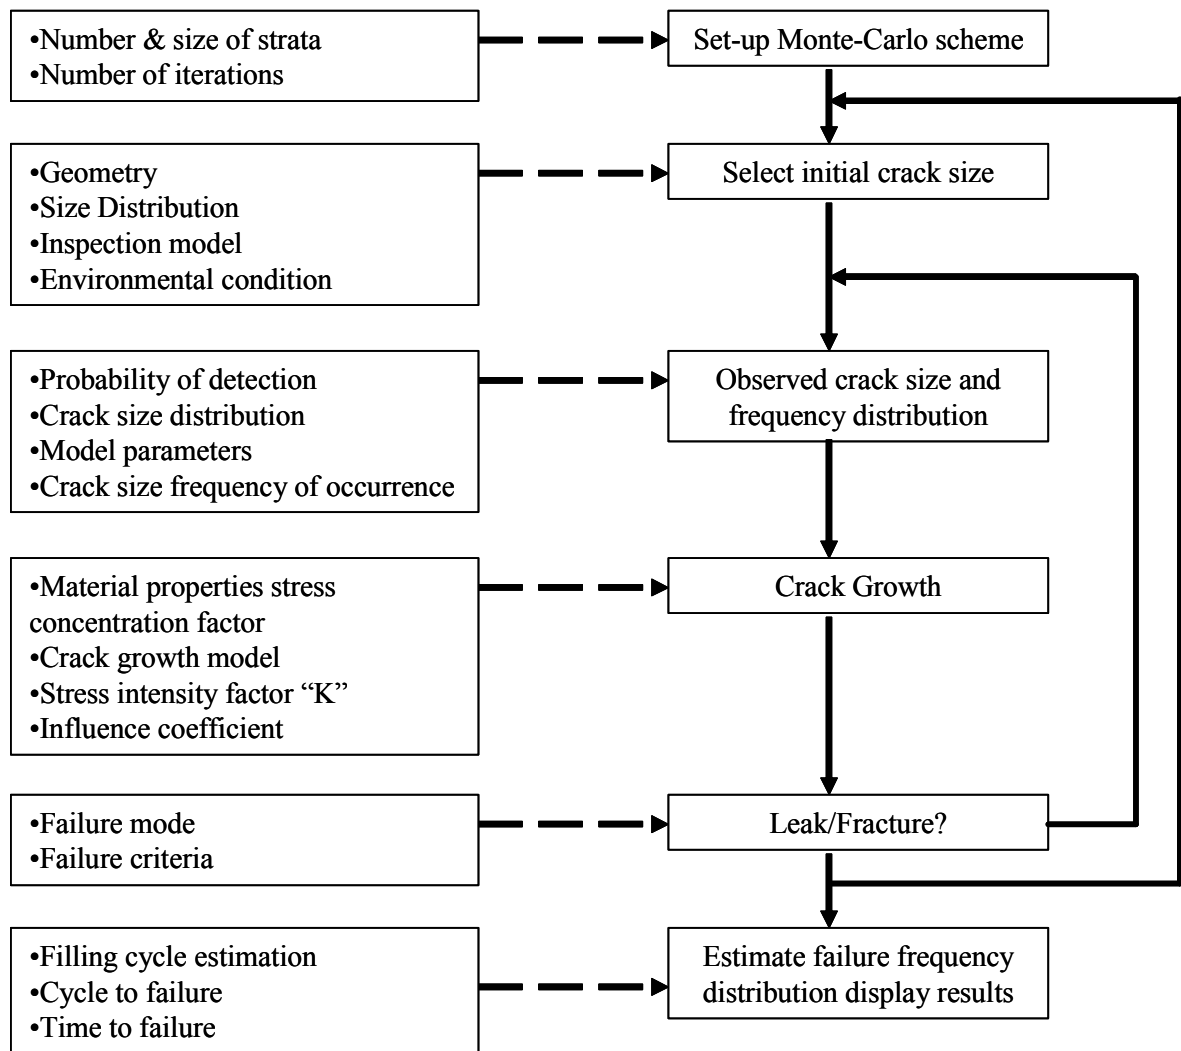 •Number & size of strata
•Number of iterations
Set-up Monte-Carlo scheme
•Geometry
•Size Distribution
•Inspection model
•Environmental condition
Select initial crack size
•Probability of detection
•Crack size distribution
•Model parameters
•Crack size frequency of occurrence
Observed crack size and
frequency distribution
•Material properties stress
concentration factor
•Crack growth model
•Stress intensity factor “K”
•Influence coefficient
Crack Growth
•Failure mode
•Failure criteria
Leak/Fracture?
•Filling cycle estimation
•Cycle to failure
•Time to failure
Estimate failure frequency
distribution display results